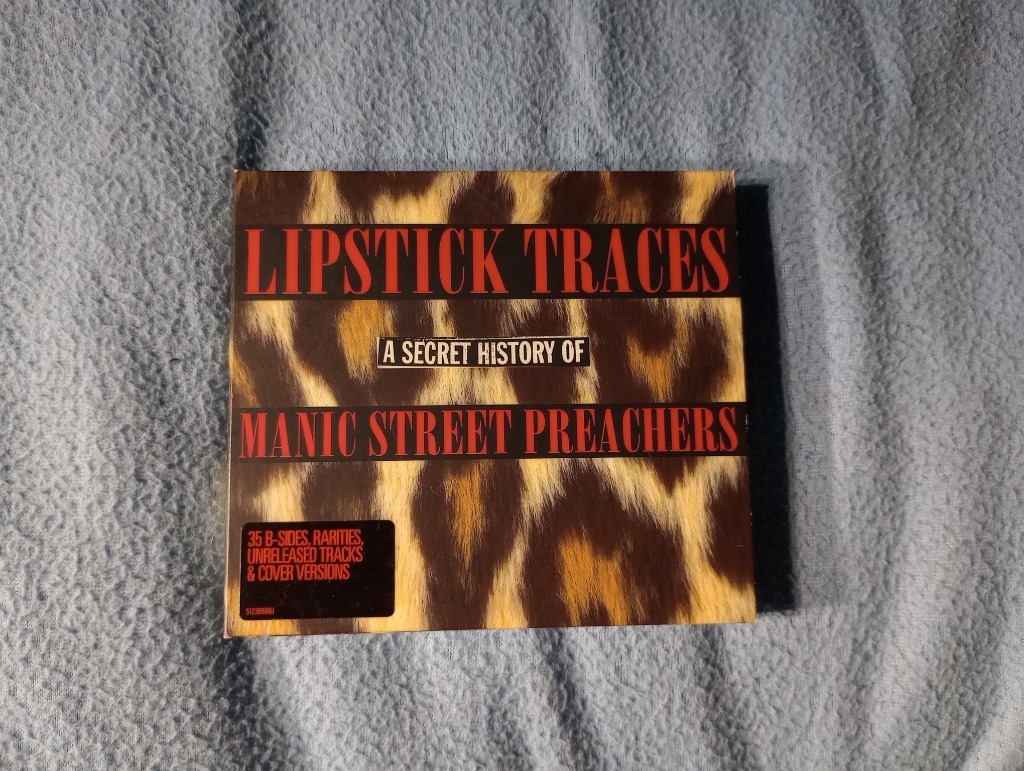 LIPSTICK TRACES
A SECRET HISTORY OF
MANIC STREET PREACHERS
35 B-SIDES, RARITIES,
UNRELEASED TRACKS
& COVER VERSIONS